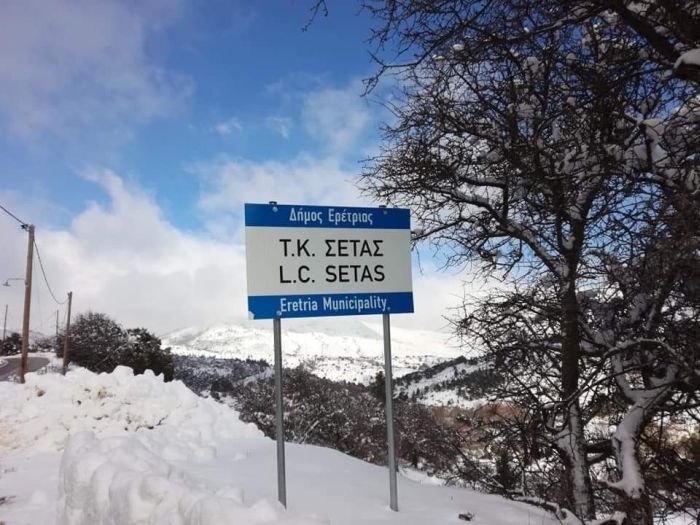 Δήμος Ερέτριας
Τ.Κ. ΣΕΤΑΣ
L.C. SETAS
Eretria Municipality